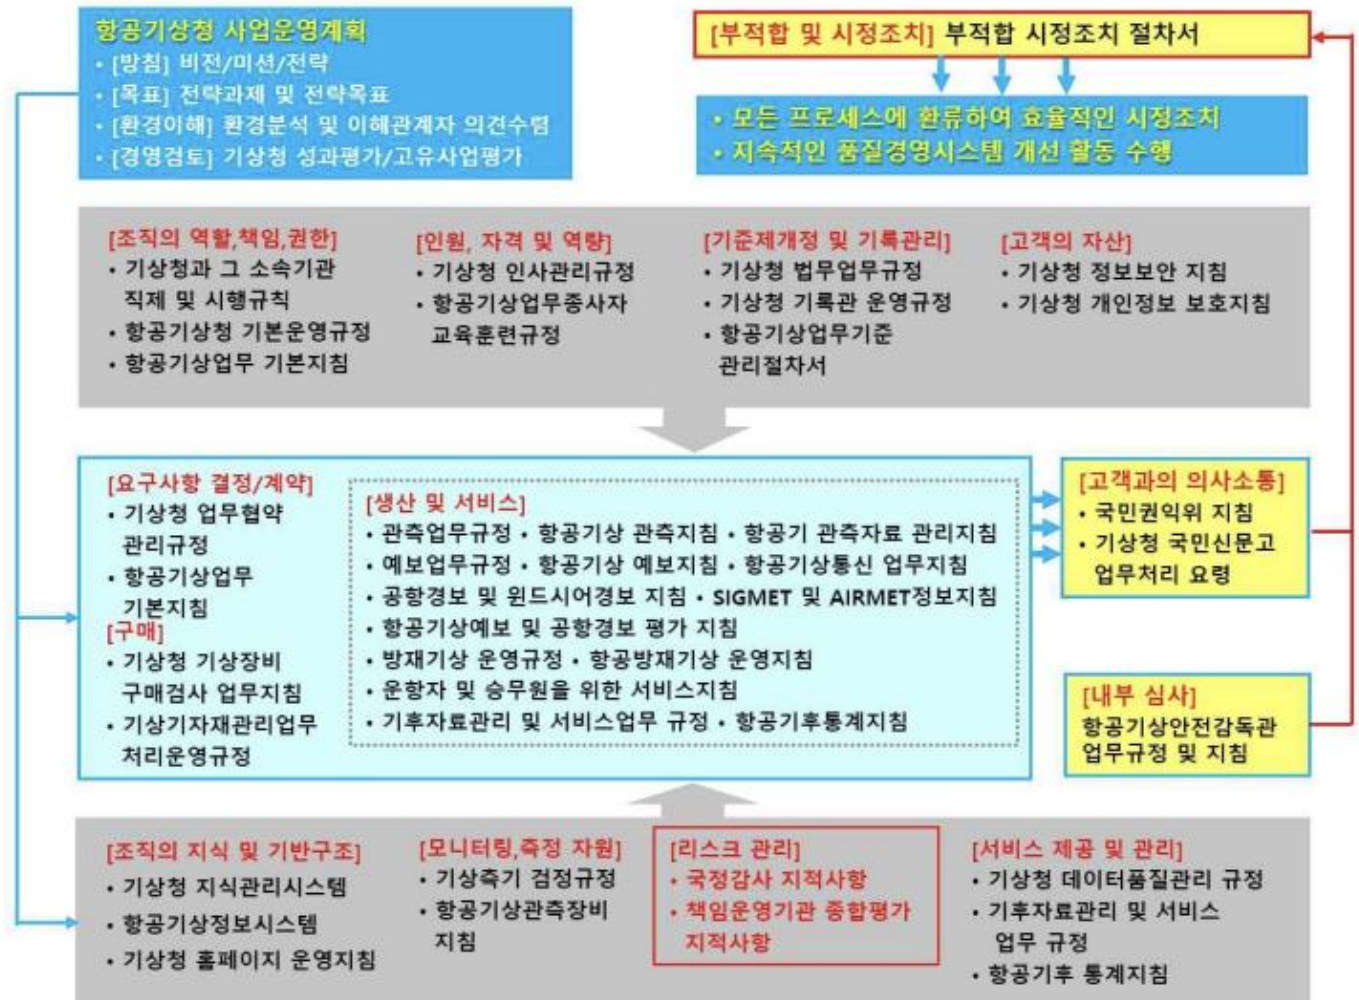 항공기상청 사업운영계획
• [방침] 비전/미션/전략
• [목표] 전략과제 및 전략목표
• [환경이해] 환경분석 및 이해관계자 의견수렴
• [경영검토] 기상청 성과평가/고유사업평가
[부적합 및 시정조치] 부적합 시정조치 절차서
• 모든 프로세스에 환류하여 효율적인 시정조치
• 지속적인 품질경영시스템 개선 활동 수행
[조직의 역할,책임,권한]
• 기상청과 그 소속기관
직제 및 시행규칙
• 항공기상청 기본운영규정
• 항공기상업무 기본지침
[인원, 자격 및 역량]
• 기상청 인사관리규정
• 항공기상업무종사자
교육훈련규정
[기준제개정 및 기록관리]
• 기상청 법무업무규정
• 기상청 기록관 운영규정
• 항공기상업무기준
관리절차서
[고객의 자산]
• 기상청 정보보안 지침
• 기상청 개인정보 보호지침
[요구사항 결정/계약]
• 기상청 업무협약
관리규정
• 항공기상업무
기본지침
[구매]
• 기상청 기상장비
구매검사 업무지침
• 기상기자재관리업무
처리운영규정
[생산 및 서비스]
• 관측업무규정 • 항공기상 관측지침 • 항공기 관측자료 관리지침
• 예보업무규정 • 항공기상 예보지침 • 항공기상통신 업무지침
• 공항경보 및 윈드시어경보 지침 • SIGMET 및 AIRMET정보지침
• 항공기상예보 및 공항경보 평가 지침
• 방재기상 운영규정 • 항공방재기상 운영지침
• 운항자 및 승무원을 위한 서비스지침
• 기후자료관리 및 서비스업무 규정 • 항공기후통계지침
[고객과의 의사소통]
• 국민권익위 지침
• 기상청 국민신문고
업무처리 요령
[내부 심사]
항공기상안전감독관
업무규정 및 지침
[조직의 지식 및 기반구조]
• 기상청 지식관리시스템
• 항공기상정보시스템
• 기상청 홈페이지 운영지침
[모니터링,측정 자원]
• 기상측기 검정규정
• 항공기상관측장비
지침
[리스크 관리]
• 국정감사 지적사항
• 책임운영기관 종합평가
지적사항
[서비스 제공 및 관리]
• 기상청 데이터품질관리 규정
• 기후자료관리 및 서비스
업무 규정
• 항공기후 통계지침